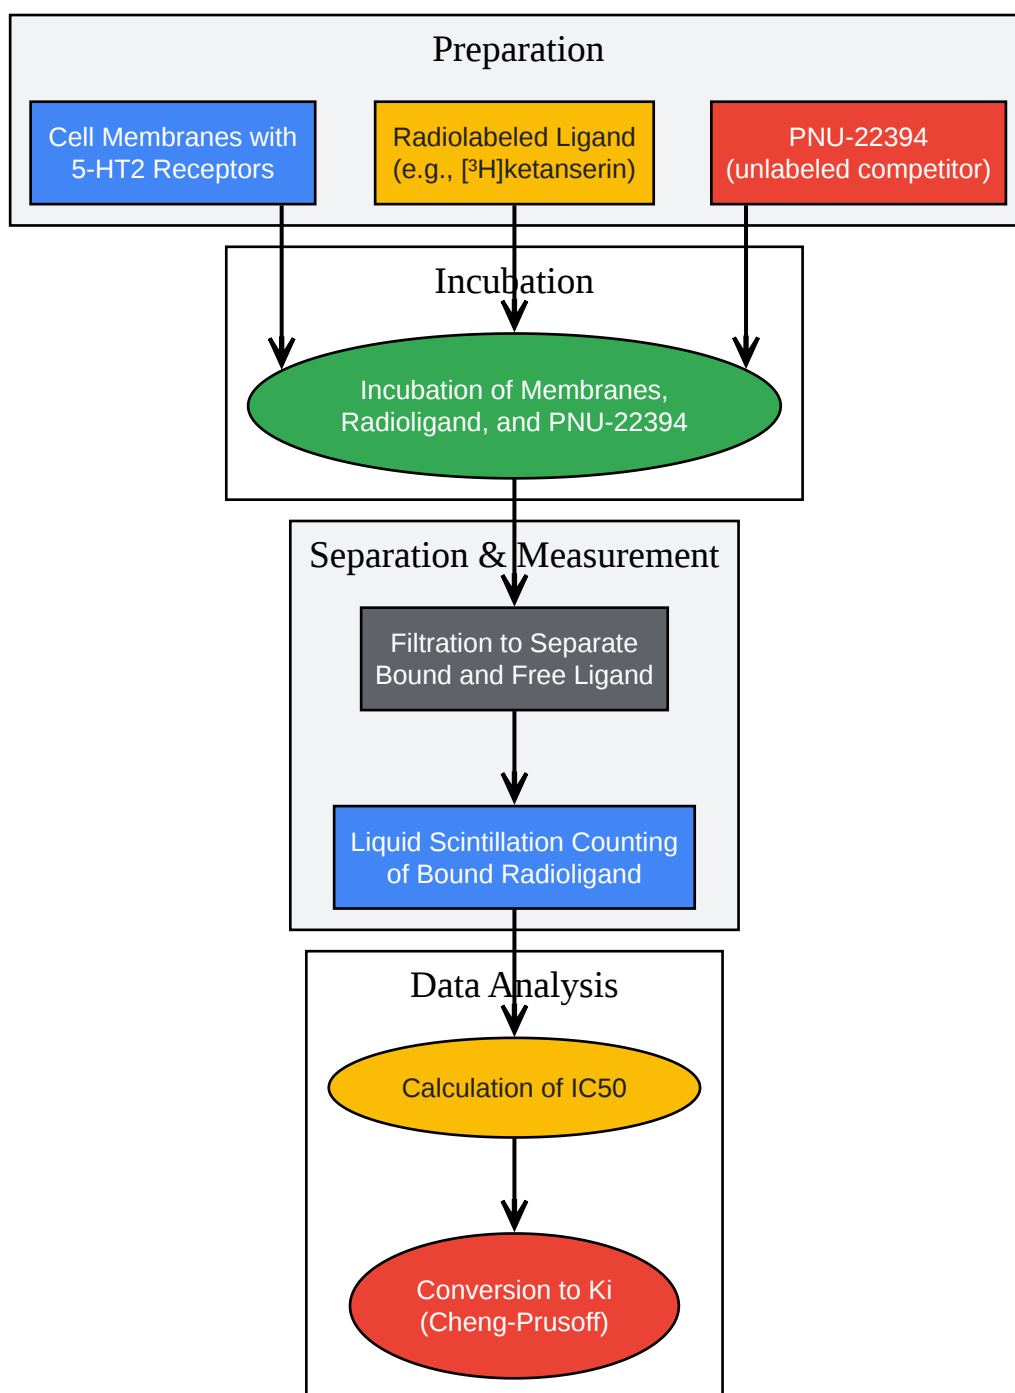 Preparation
Cell Membranes with
5-HT2 Receptors
Radiolabeled Ligand
(e.g., [³H]ketanserin)
PNU-22394
(unlabeled competitor)
Incubation
Incubation of Membranes,
Radioligand, and PNU-22394
Separation & Measurement
Filtration to Separate
Bound and Free Ligand
Liquid Scintillation Counting
of Bound Radioligand
Data Analysis
Calculation of IC50
Conversion to Ki
(Cheng-Prusoff)